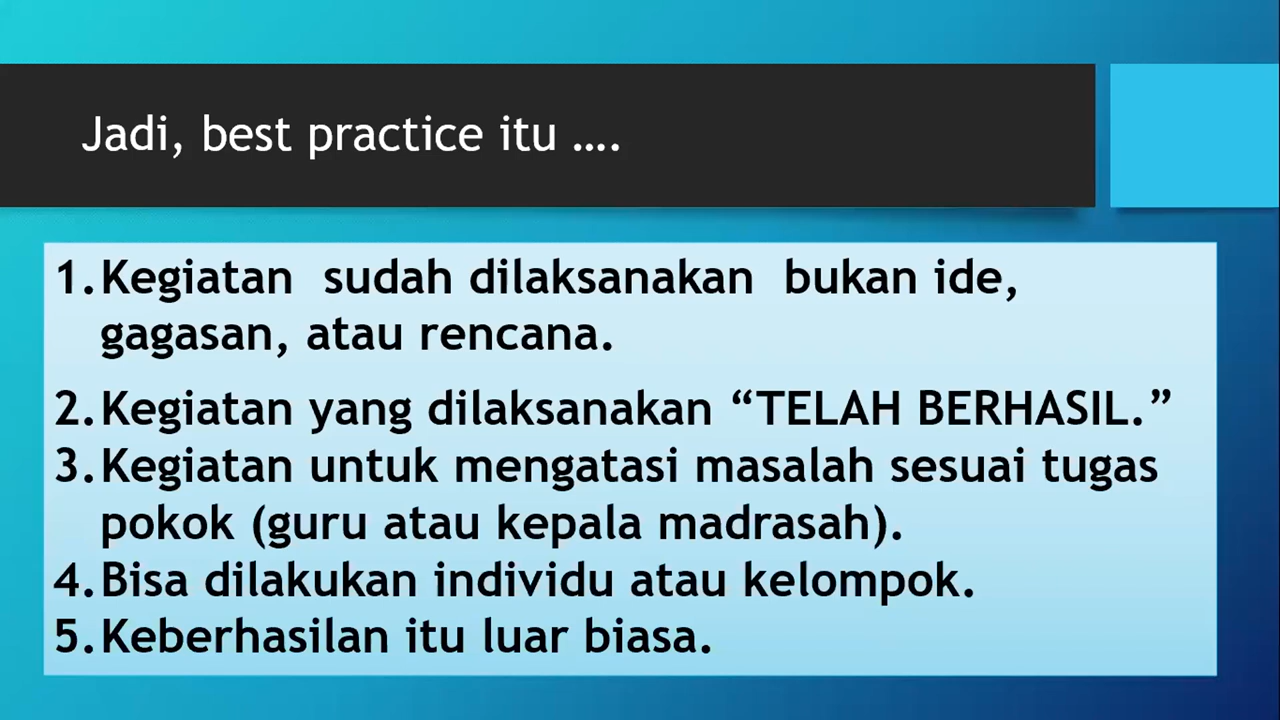 Jadi, best practice itu ....
1.Kegiatan sudah dilaksanakan bukan ide,
gagasan, atau rencana.
2.Kegiatan yang dilaksanakan “TELAH BERHASIL.”
3.Kegiatan untuk mengatasi masalah sesuai tugas
pokok (guru atau kepala madrasah).
4.Bisa dilakukan individu atau kelompok.
5.Keberhasilan itu luar biasa.